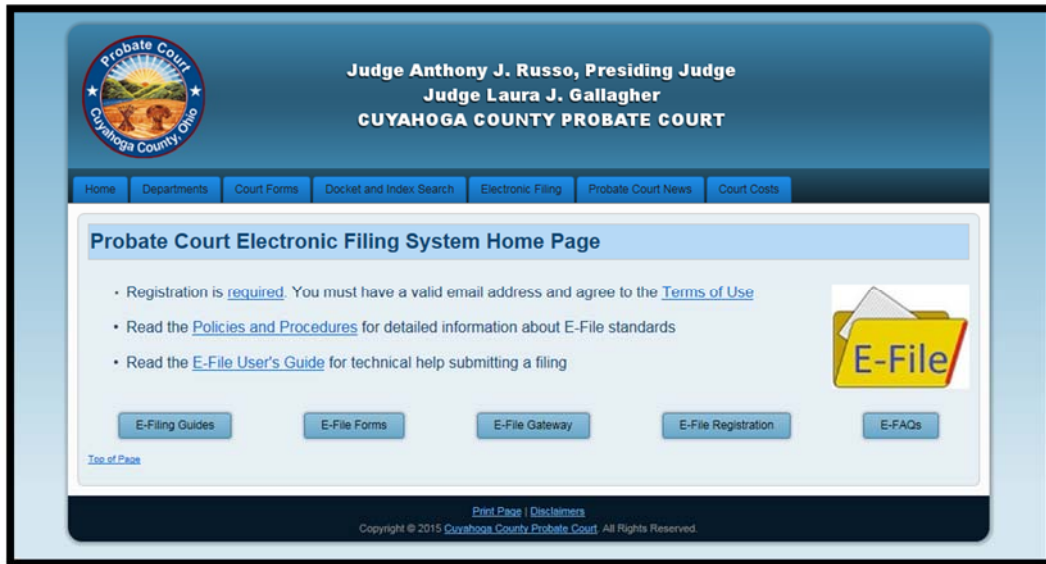 Probate Court
Cuyahoga County, Ohio
Judge Anthony J. Russo, Presiding Judge
Judge Laura J. Gallagher
CUYAHOGA COUNTY PROBATE COURT
Home Departments Court Forms Docket and Index Search Electronic Filing Probate Court News Court Costs
Probate Court Electronic Filing System Home Page
• Registration is required. You must have a valid email address and agree to the Terms of Use
• Read the Policies and Procedures for detailed information about E-File standards
• Read the E-File User's Guide for technical help submitting a filing
E-File
E-Filing Guides E-File Forms E-File Gateway E-File Registration E-FAQs
Top of Page
Print Page | Disclaimers
Copyright © 2015 Cuyahoga County Probate Court. All Rights Reserved.